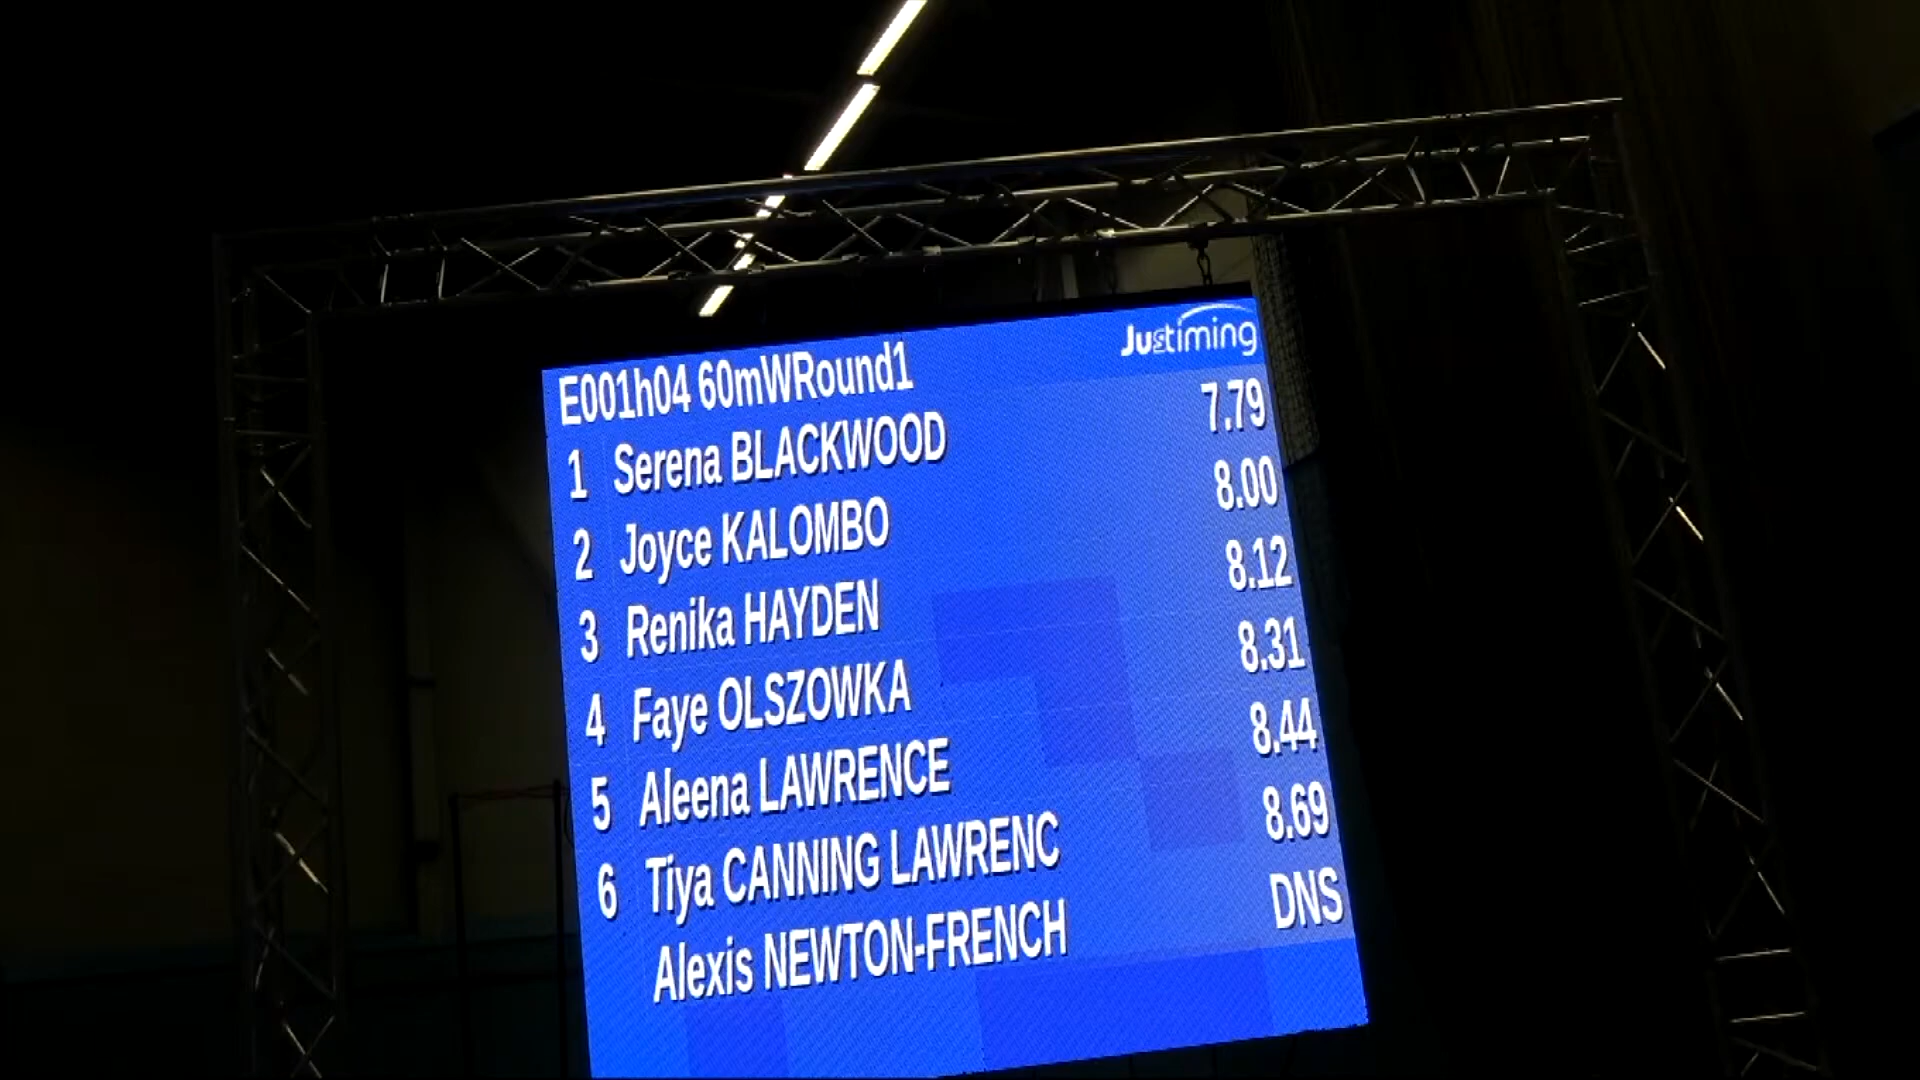 Justiming
E001h04 60mWRound1
1 Serena BLACKWOOD 7.79
2 Joyce KALOMBO 8.00
3 Renika HAYDEN 8.12
4 Faye OLSZOWKA 8.31
5 Aleena LAWRENCE 8.44
6 Tiya CANNING LAWRENC 8.69
Alexis NEWTON-FRENCH DNS